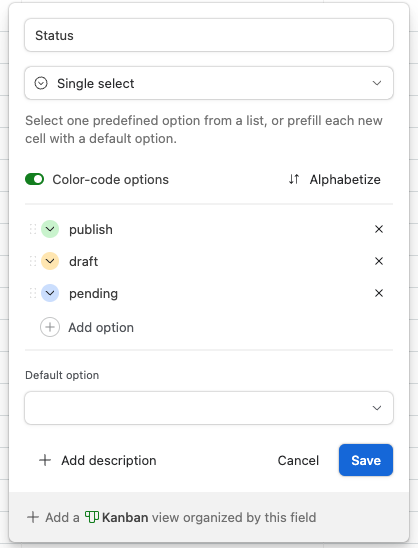 Status
Single select
Select one predefined option from a list, or prefill each new
cell with a default option.
Color-code options
Alphabetize
publish
draft
pending
Add option
Default option
Add description
Cancel
Save
Add a Kanban view organized by this field